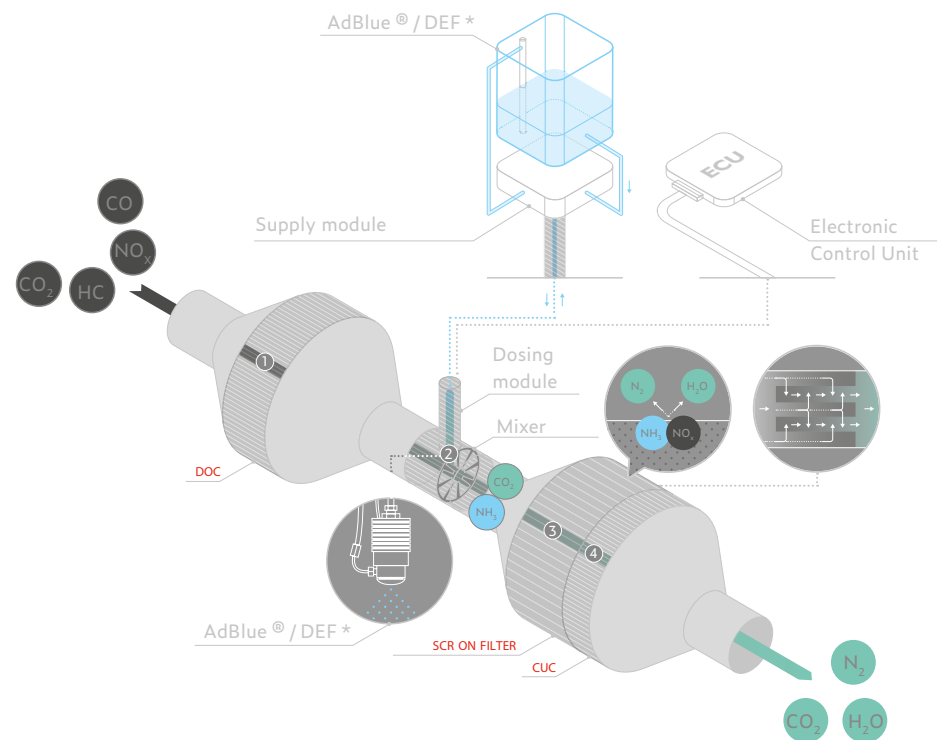 AdBlue ® / DEF *
ECU
Supply module
Electronic
Control Unit
CO
NOX
CO2
HC
1
DOC
Dosing
module
Mixer
2
CO2
NH3
N2
H2O
NH3
NOx
3
4
AdBlue ® / DEF *
SCR ON FILTER
CUC
N2
CO2
H2O